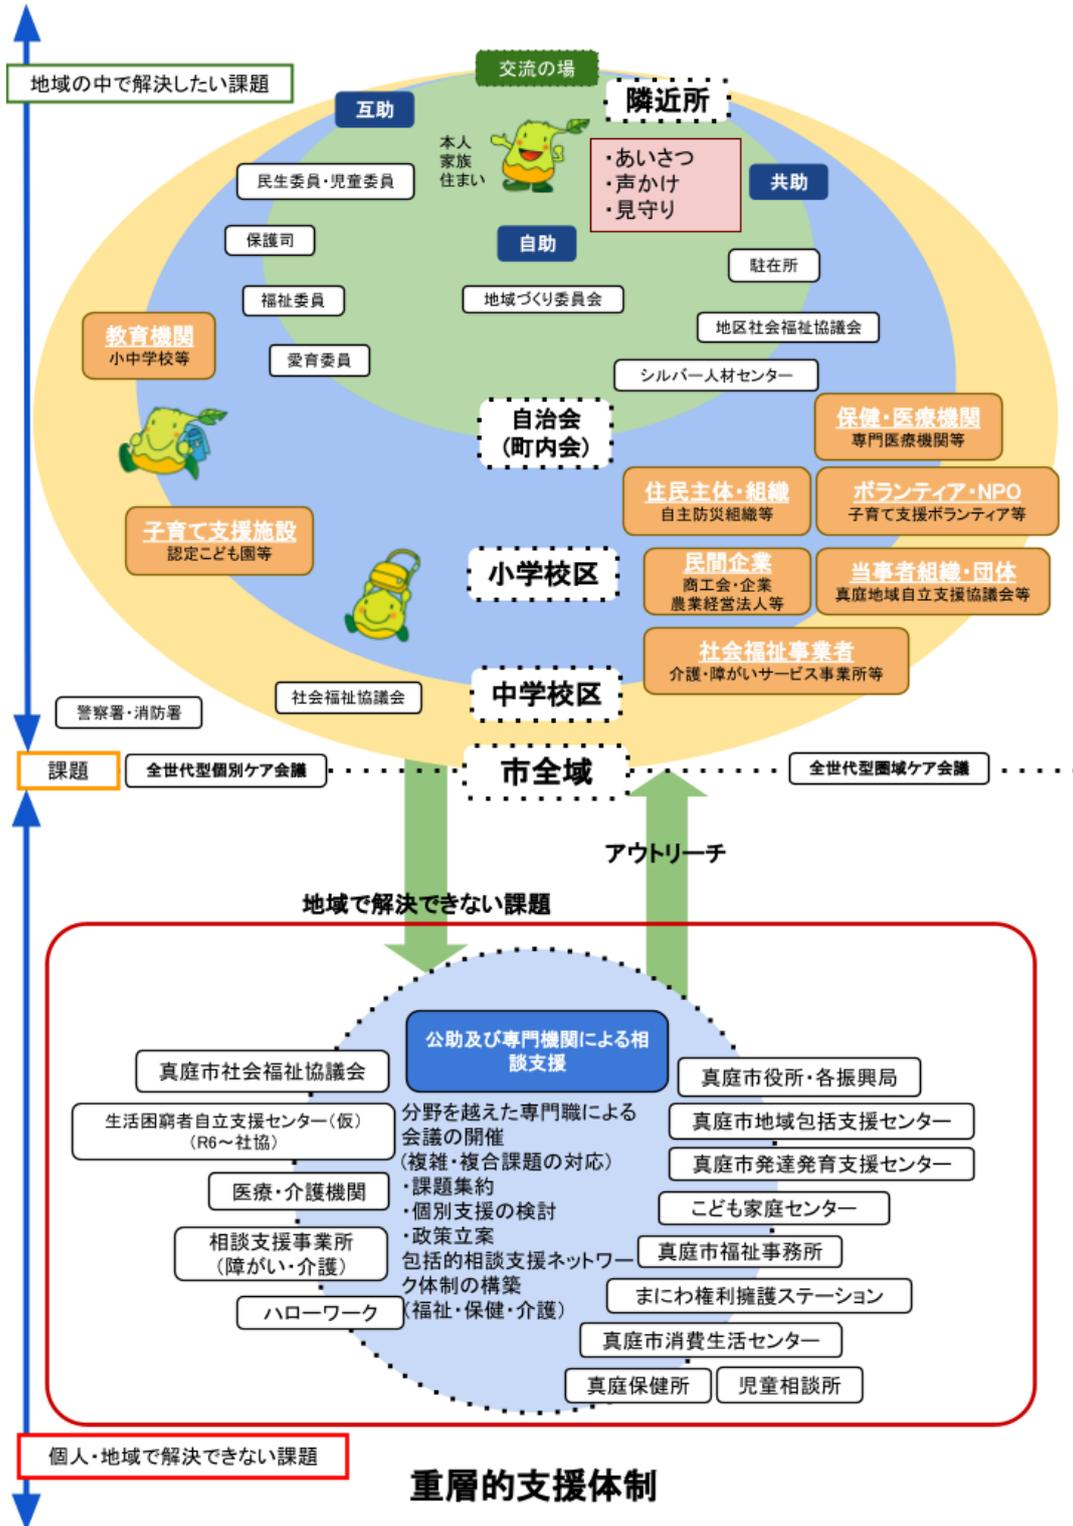 交流の場
地域の中で解決したい課題
隣近所
互助
本人
家族
住まい
・あいさつ
・声かけ
・見守り
民生委員・児童委員
共助
保護司
自助
駐在所
福祉委員
地域づくり委員会
地区社会福祉協議会
教育機関
小中学校等
愛育委員
シルバー人材センター
自治会
(町内会)
保健・医療機関
専門医療機関等
住民主体・組織
自主防災組織等
ボランティア・NPO
子育て支援ボランティア等
子育て支援施設
認定こども園等
小学校区
民間企業
商工会・企業
農業経営法人等
当事者組織・団体
真庭地域自立支援協議会等
社会福祉事業者
介護・障がいサービス事業所等
中学校区
社会福祉協議会
警察署・消防署
課題
全世代型個別ケア会議
市全域
全世代型圏域ケア会議
アウトリーチ
地域で解決できない課題
公助及び専門機関による相
談支援
真庭市社会福祉協議会
生活困窮者自立支援センター(仮)
(R6～社協)
医療・介護機関
相談支援事業所
(障がい・介護)
ハローワーク
分野を越えた専門職による
会議の開催
(複雑・複合課題の対応)
・課題集約
・個別支援の検討
・政策立案
包括的相談支援ネットワー
ク体制の構築
(福祉・保健・介護)
真庭市役所・各振興局
真庭市地域包括支援センター
真庭市発達発育支援センター
こども家庭センター
真庭市福祉事務所
まにわ権利擁護ステーション
真庭市消費生活センター
真庭保健所
児童相談所
個人・地域で解決できない課題
重層的支援体制